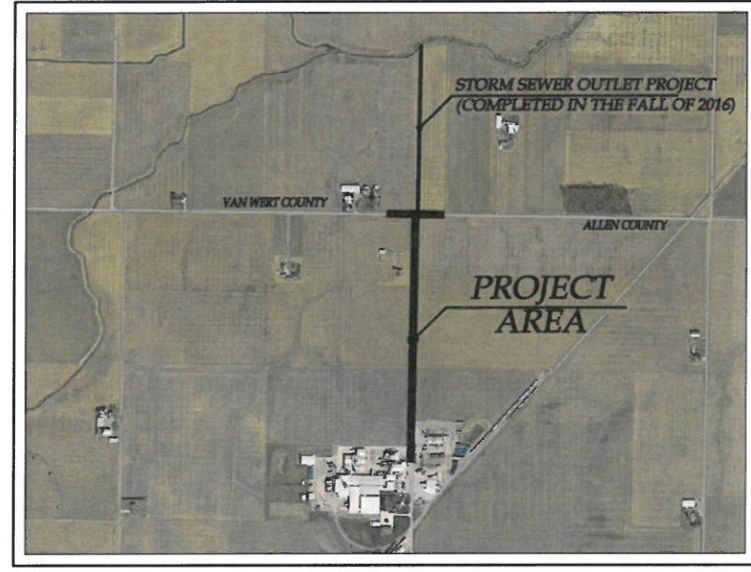 STORM SEWER OUTLET PROJECT
(COMPLETED IN THE FALL OF 2016)
VAN WERT COUNTY
ALLEN COUNTY
PROJECT
AREA